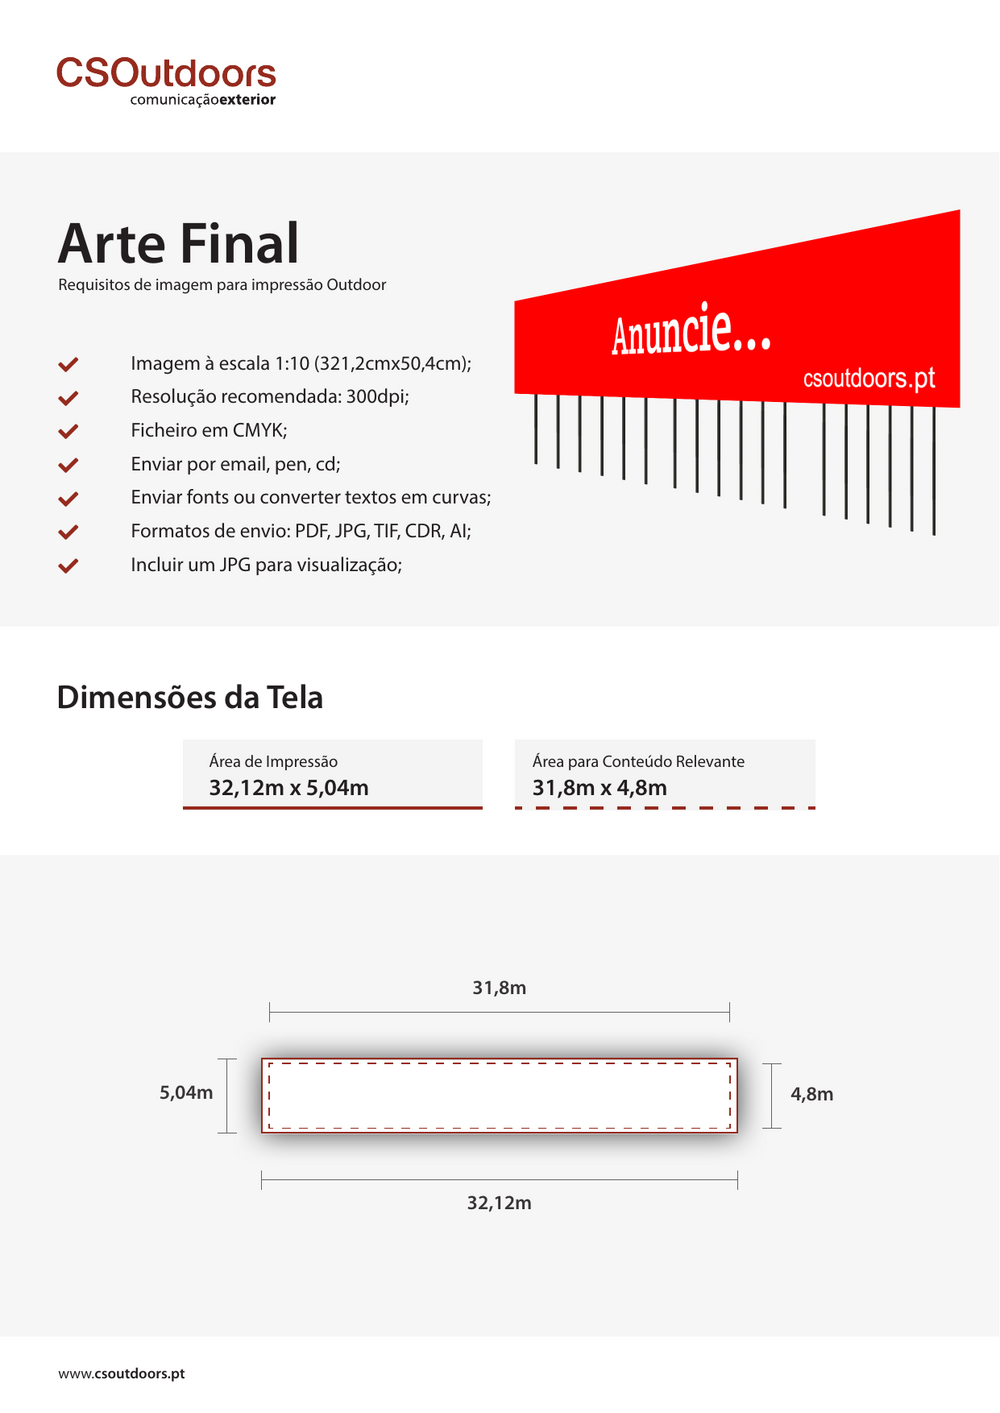 CSOutdoors
comunicaçãoexterior
Arte Final
Requisitos de imagem para impressão Outdoor
Imagem à escala 1:10 (321,2cmx50,4cm);
Resolução recomendada: 300dpi;
Ficheiro em CMYK;
Enviar por email, pen, cd;
Enviar fonts ou converter textos em curvas;
Formatos de envio: PDF, JPG, TIF, CDR, AI;
Incluir um JPG para visualização;
Anuncie...
csoutdoors.pt
Dimensões da Tela
Área de Impressão
32,12m x 5,04m
Área para Conteúdo Relevante
31,8m x 4,8m
31,8m
5,04m
4,8m
32,12m
www.csoutdoors.pt